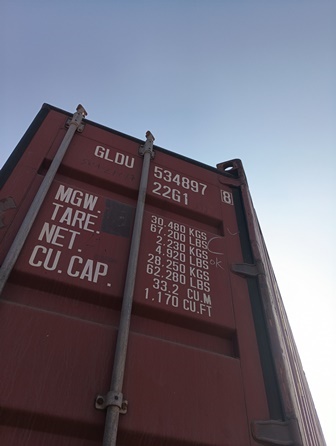 GLDU 534897 8
22G1
MGW. 30.480 KGS
67.200 LBS
TARE. 2.230 KGS
4.920 LBS
NET. 28.250 KGS
62.280 LBS
CU.CAP. 33.2 CU.M
1.170 CU.FT
ok